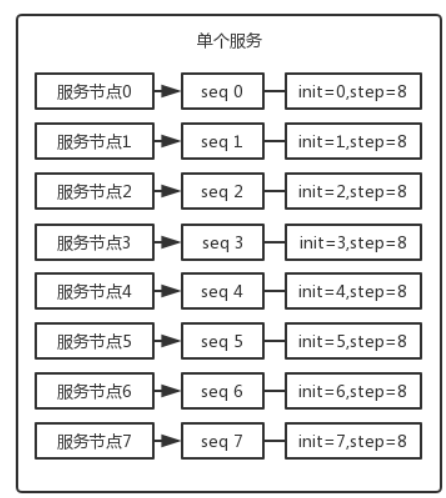 单个服务
服务节点0 seq 0 init=0,step=8
服务节点1 seq 1 init=1,step=8
服务节点2 seq 2 init=2,step=8
服务节点3 seq 3 init=3,step=8
服务节点4 seq 4 init=4,step=8
服务节点5 seq 5 init=5,step=8
服务节点6 seq 6 init=6,step=8
服务节点7 seq 7 init=7,step=8